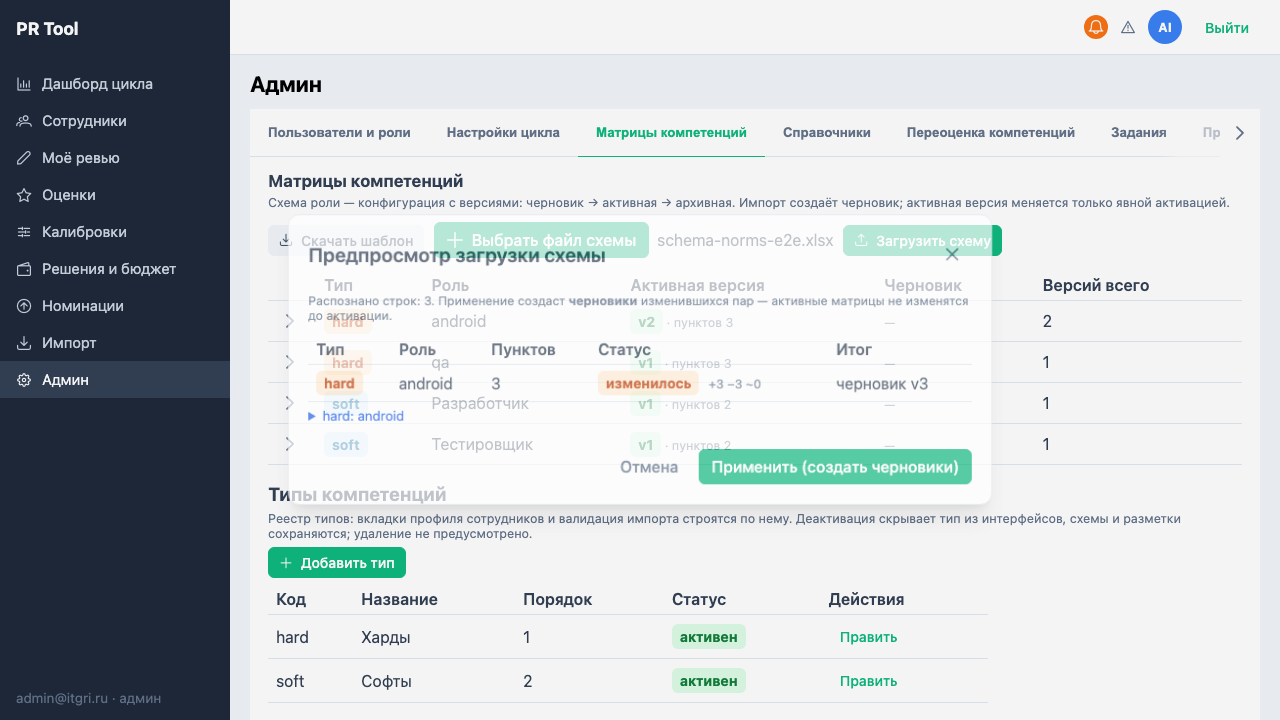 PR Tool
Дашборд цикла
Сотрудники
Моё ревью
Оценки
Калибровки
Решения и бюджет
Номинации
Импорт
Админ
admin@itgri.ru · админ
AI
Выйти
Админ
Пользователи и роли
Настройки цикла
Матрицы компетенций
Справочники
Переоценка компетенций
Задания
Пр
Матрицы компетенций
Схема роли — конфигурация с версиями: черновик → активная → архивная. Импорт создаёт черновик; активная версия меняется только явной активацией.
Скачать шаблон
Выбрать файл схемы
schema-norms-e2e.xlsx
Загрузить схему
Тип Роль Активная версия Черновик Версий всего
hard android v2 · пунктов 3 — 2
hard qa v1 · пунктов 3 — 1
soft Разработчик v1 · пунктов 2 — 1
soft Тестировщик v1 · пунктов 2 — 1
Предпросмотр загрузки схемы
Распознано строк: 3. Применение создаст черновики изменившихся пар — активные матрицы не изменятся
до активации.
Тип Роль Пунктов Статус Итог
hard android 3 изменилось +3 −3 ~0 черновик v3
hard: android
Отмена
Применить (создать черновики)
Типы компетенций
Реестр типов: вкладки профиля сотрудников и валидация импорта строятся по нему. Деактивация скрывает тип из интерфейсов, схемы и разметки
сохраняются; удаление не предусмотрено.
Добавить тип
Код Название Порядок Статус Действия
hard Харды 1 активен Править
soft Софты 2 активен Править